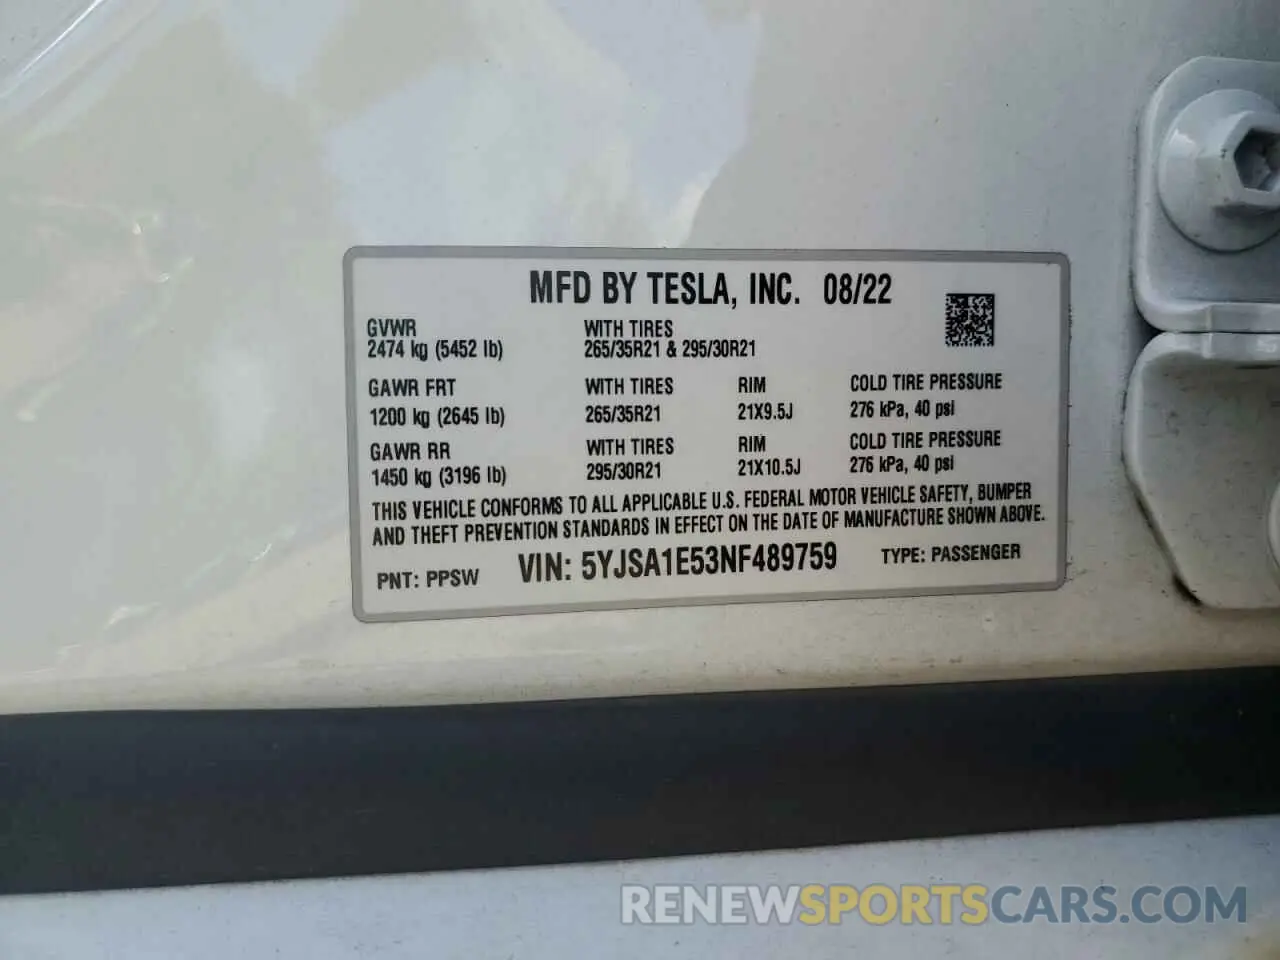 MFD BY TESLA, INC. 08/22
GVWR WITH TIRES
2474 kg (5452 lb) 265/35R21 & 295/30R21
GAWR FRT WITH TIRES RIM COLD TIRE PRESSURE
1200 kg (2645 lb) 265/35R21 21X9.5J 276 kPa, 40 psi
GAWR RR WITH TIRES RIM COLD TIRE PRESSURE
1450 kg (3196 lb) 295/30R21 21X10.5J 276 kPa, 40 psi
THIS VEHICLE CONFORMS TO ALL APPLICABLE U.S. FEDERAL MOTOR VEHICLE SAFETY, BUMPER
AND THEFT PREVENTION STANDARDS IN EFFECT ON THE DATE OF MANUFACTURE SHOWN ABOVE.
PNT: PPSW VIN: 5YJSA1E53NF489759 TYPE: PASSENGER
RENEWSPORTSCARS.COM